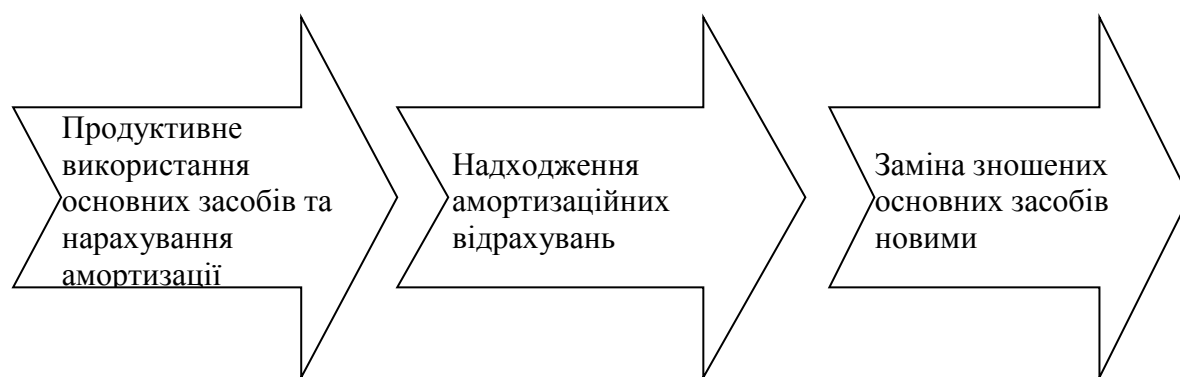 Продуктивне
використання
основних засобів та
нарахування
амортизації
Надходження
амортизаційних
відрахувань
Заміна зношених
основних засобів
новими